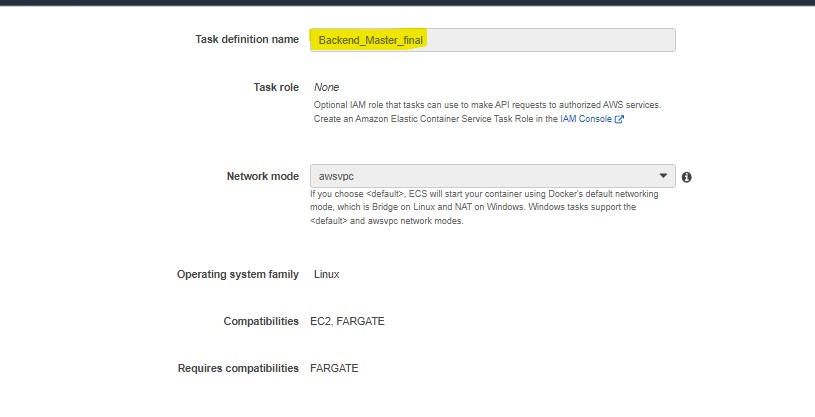 Task definition name Backend_Master_final
Task role None
Optional IAM role that tasks can use to make API requests to authorized AWS services.
Create an Amazon Elastic Container Service Task Role in the IAM Console
Network mode awsvpc
If you choose <default>, ECS will start your container using Docker's default networking
mode, which is Bridge on Linux and NAT on Windows. Windows tasks support the
<default> and awsvpc network modes.
Operating system family Linux
Compatibilities EC2, FARGATE
Requires compatibilities FARGATE